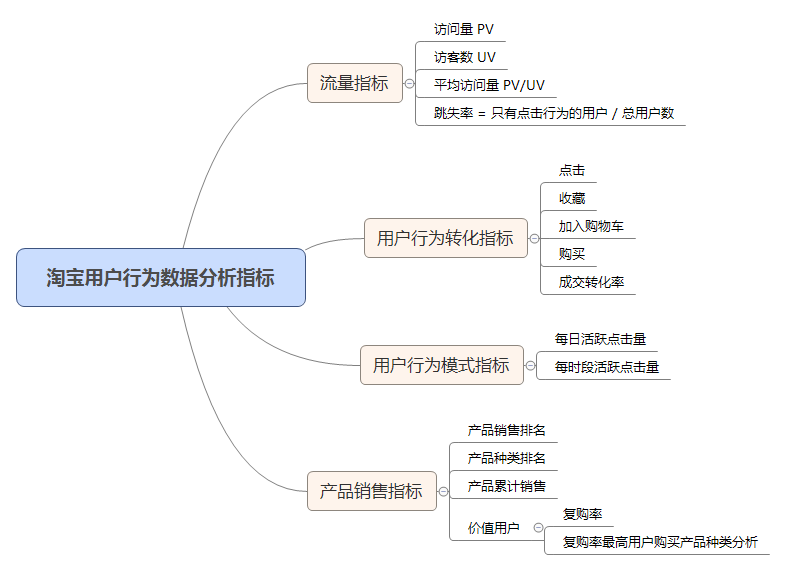 淘宝用户行为数据分析指标
流量指标
访问量 PV
访客数 UV
平均访问量 PV/UV
跳失率 = 只有点击行为的用户 / 总用户数
用户行为转化指标
点击
收藏
加入购物车
购买
成交转化率
用户行为模式指标
每日活跃点击量
每时段活跃点击量
产品销售指标
产品销售排名
产品种类排名
产品累计销售
价值用户
复购率
复购率最高用户购买产品种类分析